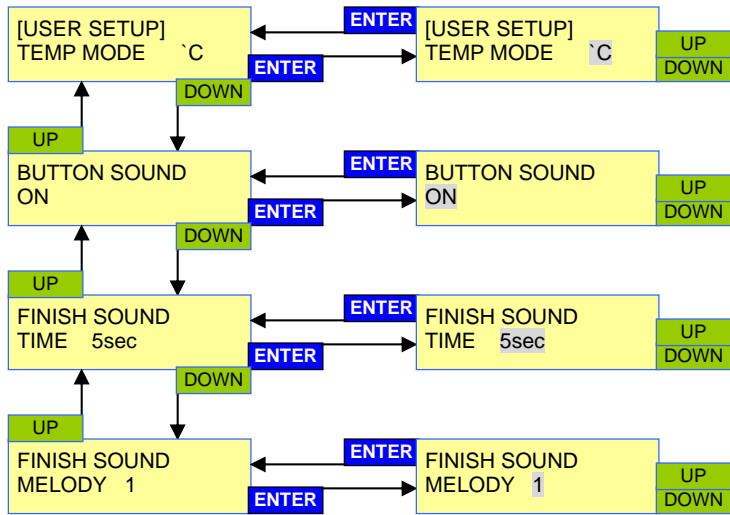 ENTER
[USER SETUP]
TEMP MODE `C
ENTER
[USER SETUP]
TEMP MODE `C
UP
DOWN
DOWN
UP
ENTER
BUTTON SOUND
ON
ENTER
BUTTON SOUND
ON
UP
DOWN
DOWN
UP
ENTER
FINISH SOUND
TIME 5sec
ENTER
FINISH SOUND
TIME 5sec
UP
DOWN
DOWN
UP
ENTER
FINISH SOUND
MELODY 1
ENTER
FINISH SOUND
MELODY 1
UP
DOWN